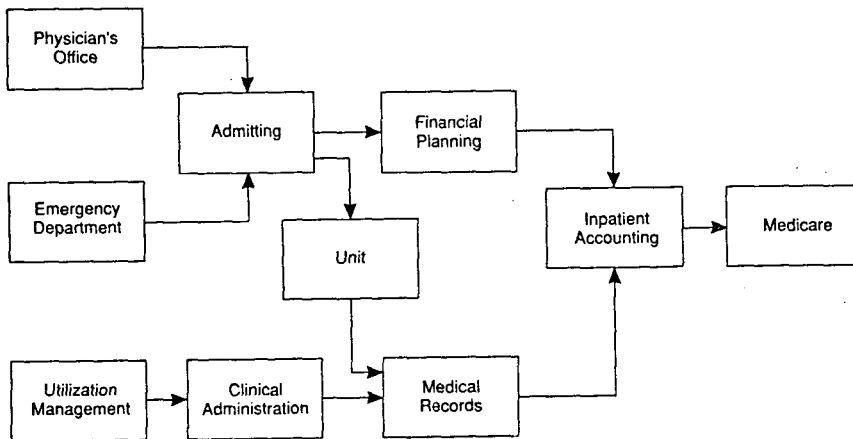 Physician's
Office
Admitting
Financial
Planning
Emergency
Department
Unit
Inpatient
Accounting
Medicare
Utilization
Management
Clinical
Administration
Medical
Records